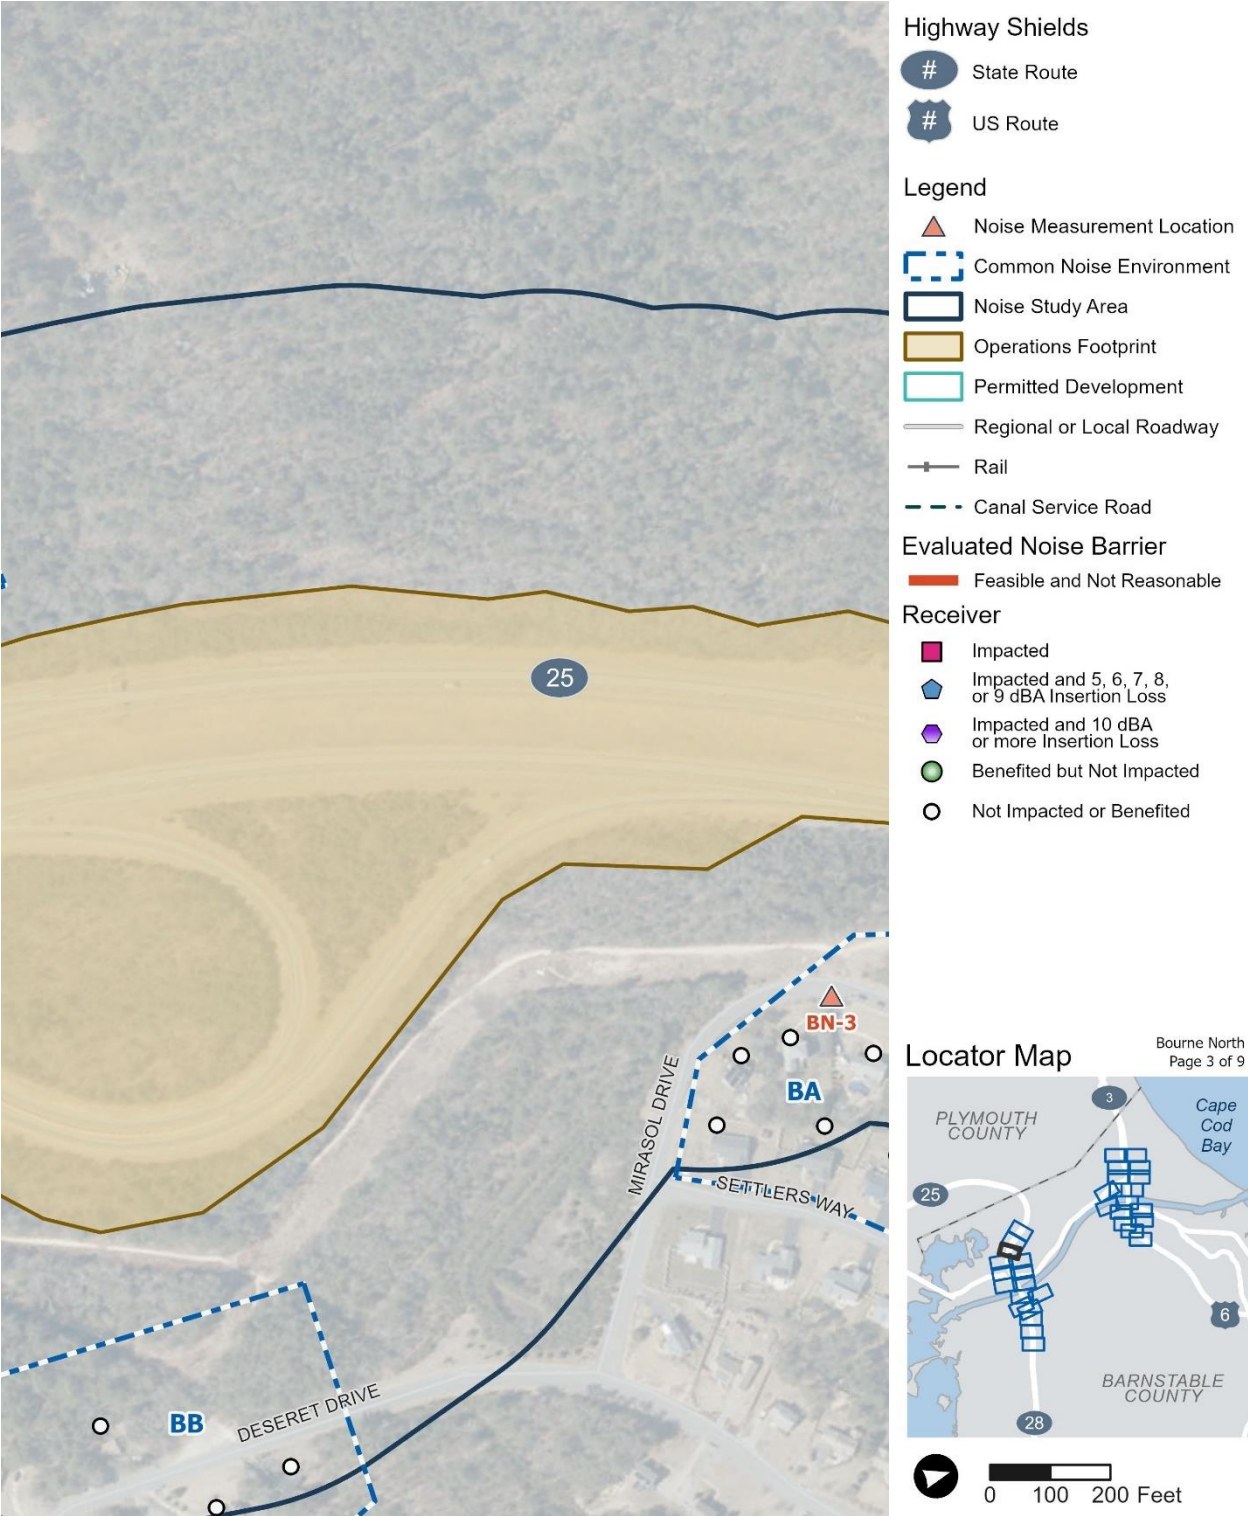 Highway Shields
# State Route
# US Route
Legend
Noise Measurement Location
Common Noise Environment
Noise Study Area
Operations Footprint
Permitted Development
Regional or Local Roadway
Rail
Canal Service Road
Evaluated Noise Barrier
Feasible and Not Reasonable
Receiver
Impacted
Impacted and 5, 6, 7, 8,
or 9 dBA Insertion Loss
Impacted and 10 dBA
or more Insertion Loss
Benefited but Not Impacted
Not Impacted or Benefited
25
BN-3
BA
MIRASOL DRIVE
SETTLERS WAY
BB
DESERET DRIVE
Locator Map
Bourne North
Page 3 of 9
3
PLYMOUTH
COUNTY
Cape
Cod
Bay
25
6
BARNSTABLE
COUNTY
28
0 100 200 Feet